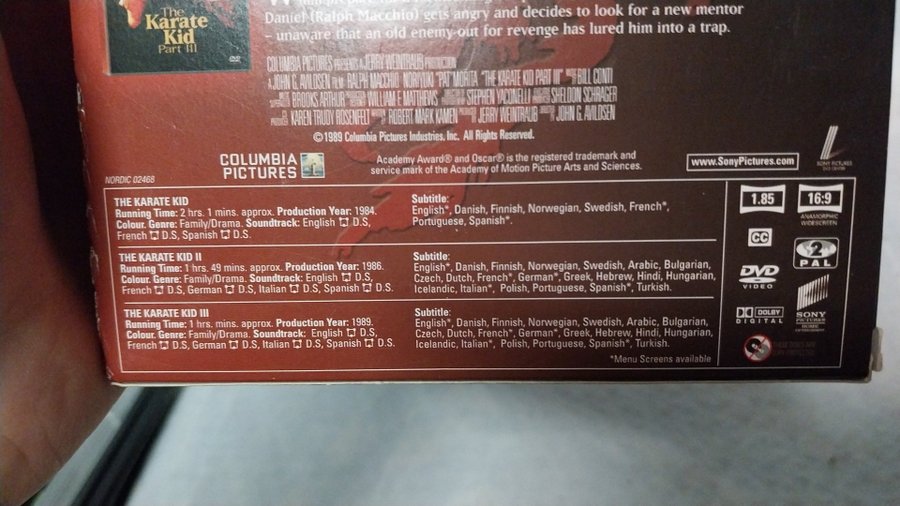 The
Karate
Kid
Part III
DVD
Daniel (Ralph Macchio) gets angry and decides to look for a new mentor
– unaware that an old enemy out for revenge has lured him into a trap.
COLUMBIA PICTURES PRESENTS A JERRY WEINTRAUB PRODUCTION
A JOHN G. AVILDSEN FILM RALPH MACCHIO NORIYUKI "PAT" MORITA "THE KARATE KID PART III" BILL CONTI
BROOKS ARTHUR WILLIAM F. MATTHEWS STEPHEN YACONELLI SHELDON SCHRAGER
KAREN TRUDY ROSENFELT ROBERT MARK KAMEN JERRY WEINTRAUB JOHN G. AVILDSEN
©1989 Columbia Pictures Industries, Inc. All Rights Reserved.
COLUMBIA
PICTURES
Academy Award® and Oscar® is the registered trademark and
service mark of the Academy of Motion Picture Arts and Sciences.
www.SonyPictures.com
SONY PICTURES
NORDIC 02468
THE KARATE KID
Running Time: 2 hrs. 1 mins. approx. Production Year: 1984.
Colour. Genre: Family/Drama. Soundtrack: English D.S,
French D.S, Spanish D.S.
Subtitle:
English*, Danish, Finnish, Norwegian, Swedish, French*,
Portuguese, Spanish*.
THE KARATE KID II
Running Time: 1 hrs. 49 mins. approx. Production Year: 1986.
Colour. Genre: Family/Drama. Soundtrack: English D.S,
French D.S, German D.S, Italian D.S, Spanish D.S.
Subtitle:
English*, Danish, Finnish, Norwegian, Swedish, Arabic, Bulgarian,
Czech, Dutch, French*, German*, Greek, Hebrew, Hindi, Hungarian,
Icelandic, Italian*, Polish, Portuguese, Spanish*, Turkish.
THE KARATE KID III
Running Time: 1 hrs. mins. approx. Production Year: 1989.
Colour. Genre: Family/Drama. Soundtrack: English D.S,
French D.S, German D.S, Italian D.S, Spanish D.S.
Subtitle:
English*, Danish, Finnish, Norwegian, Swedish, Arabic, Bulgarian,
Czech, Dutch, French*, German*, Greek, Hebrew, Hindi, Hungarian,
Icelandic, Italian*, Polish, Portuguese, Spanish*, Turkish.
*Menu Screens available
1.85
16:9
ANAMORPHIC
WIDESCREEN
CC
2
PAL
DVD
VIDEO
DOLBY
DIGITAL
SONY
PICTURES
HOME
ENTERTAINMENT